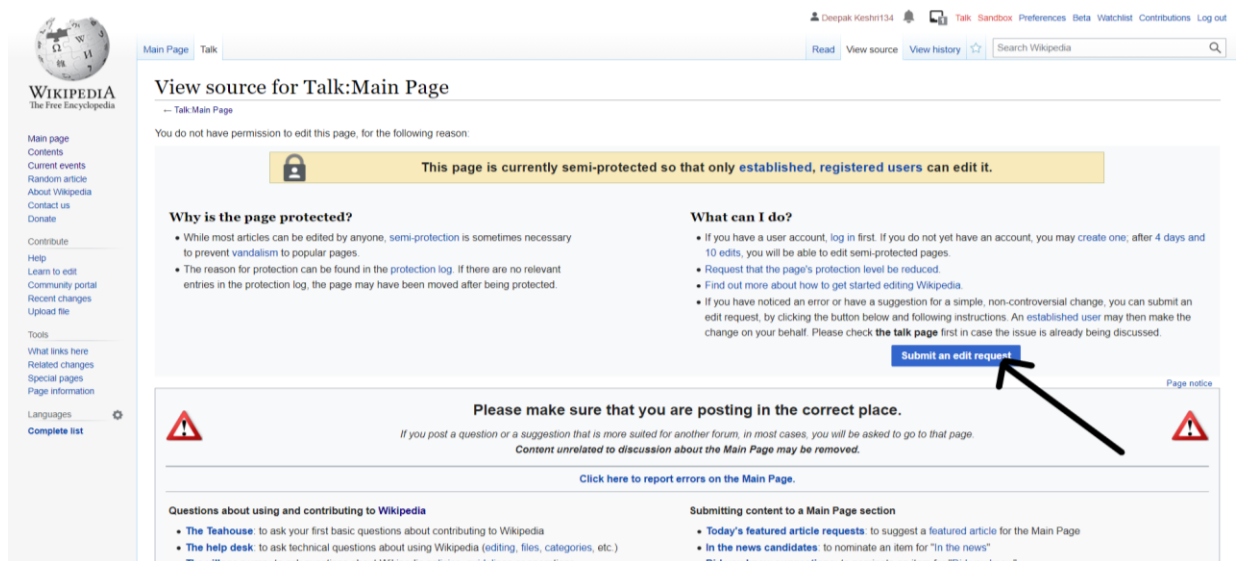 Deepak Keshri134 Talk Sandbox Preferences Beta Watchlist Contributions Log out
Main Page Talk Read View source View history Search Wikipedia
WIKIPEDIA
The Free Encyclopedia
Main page
Contents
Current events
Random article
About Wikipedia
Contact us
Donate
Contribute
Help
Learn to edit
Community portal
Recent changes
Upload file
Tools
What links here
Related changes
Special pages
Page information
Languages
Complete list
View source for Talk:Main Page
← Talk:Main Page
You do not have permission to edit this page, for the following reason:
This page is currently semi-protected so that only established, registered users can edit it.
Why is the page protected?
• While most articles can be edited by anyone, semi-protection is sometimes necessary
to prevent vandalism to popular pages.
• The reason for protection can be found in the protection log. If there are no relevant
entries in the protection log, the page may have been moved after being protected.
What can I do?
• If you have a user account, log in first. If you do not yet have an account, you may create one; after 4 days and
10 edits, you will be able to edit semi-protected pages.
• Request that the page's protection level be reduced.
• Find out more about how to get started editing Wikipedia.
• If you have noticed an error or have a suggestion for a simple, non-controversial change, you can submit an
edit request, by clicking the button below and following instructions. An established user may then make the
change on your behalf. Please check the talk page first in case the issue is already being discussed.
Submit an edit request
Page notice
Please make sure that you are posting in the correct place.
If you post a question or a suggestion that is more suited for another forum, in most cases, you will be asked to go to that page.
Content unrelated to discussion about the Main Page may be removed.
Click here to report errors on the Main Page.
Questions about using and contributing to Wikipedia
• The Teahouse: to ask your first basic questions about contributing to Wikipedia
• The help desk: to ask technical questions about using Wikipedia (editing, files, categories, etc.)
Submitting content to a Main Page section
• Today's featured article requests: to suggest a featured article for the Main Page
• In the news candidates: to nominate an item for "In the news"